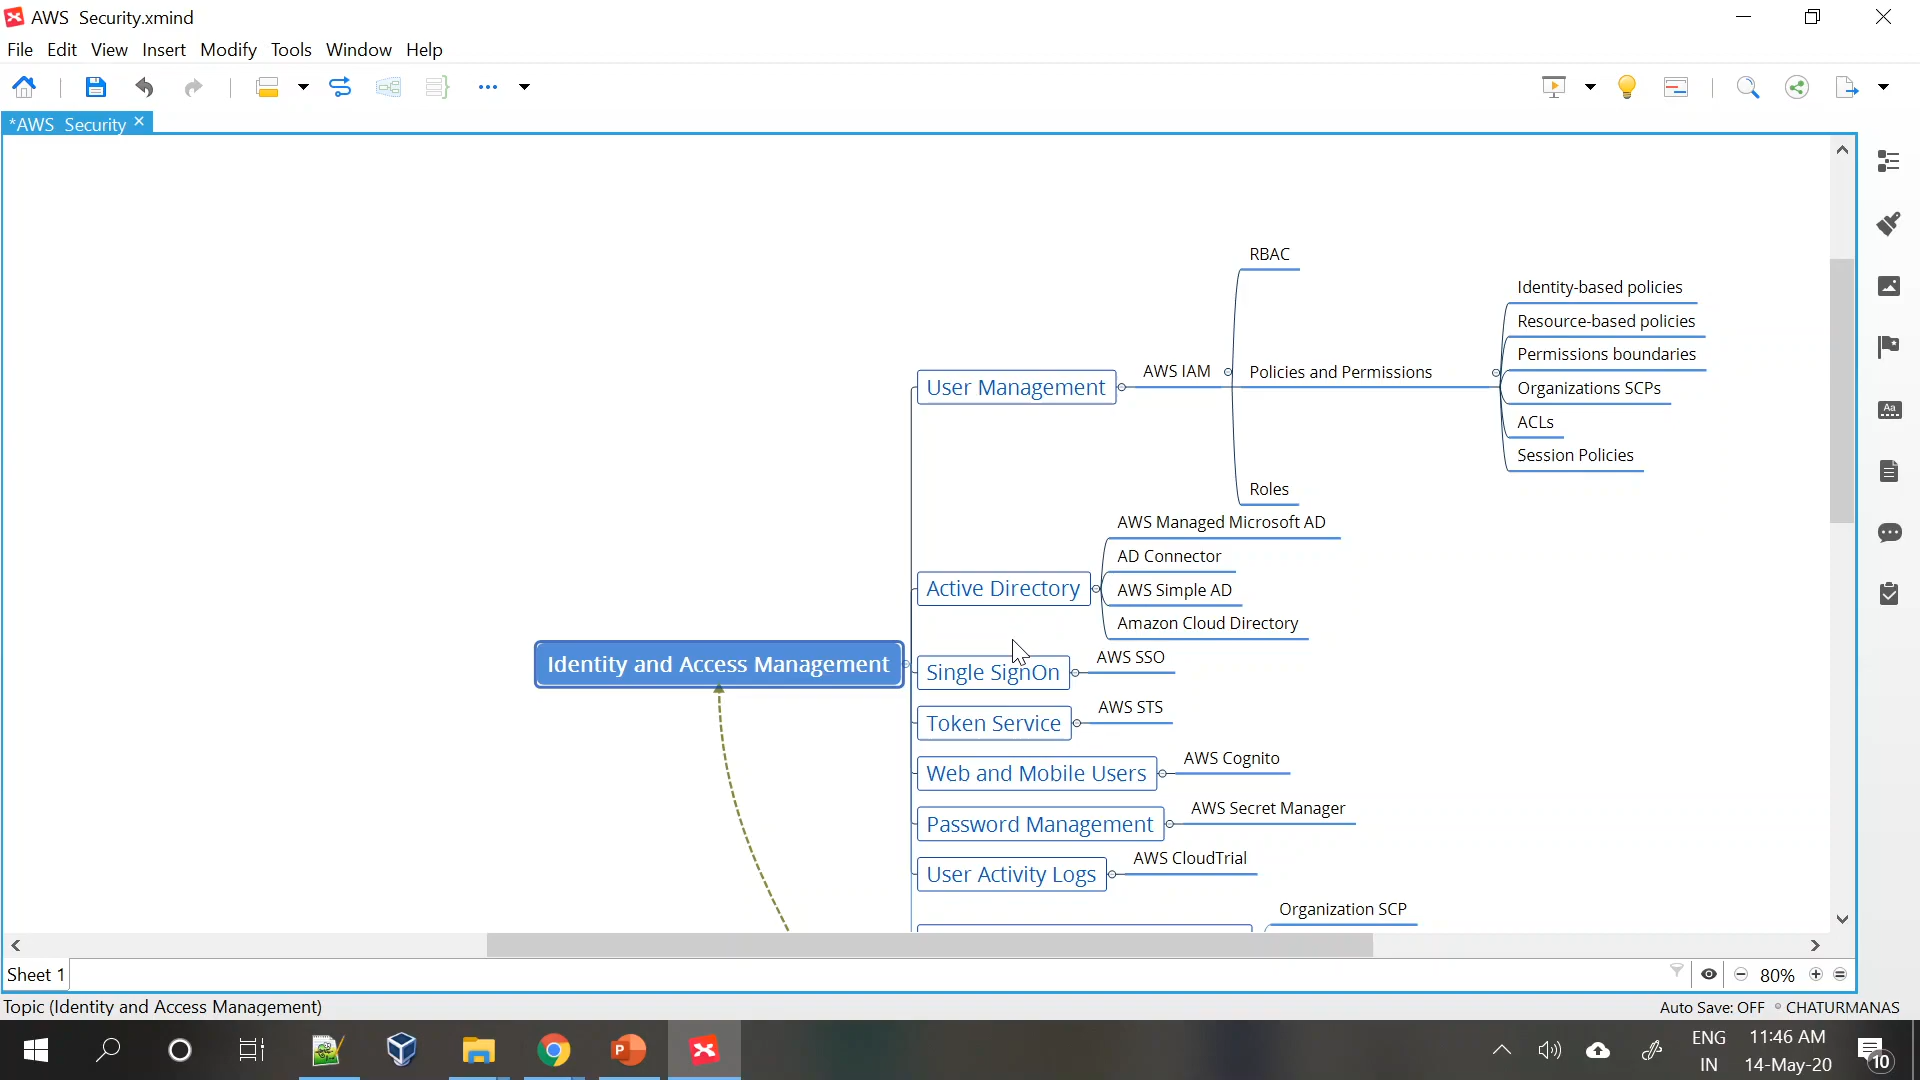 AWS Security.xmind
File Edit View Insert Modify Tools Window Help
*AWS Security
RBAC
Identity-based policies
Resource-based policies
Permissions boundaries
AWS IAM
Policies and Permissions
User Management
Organizations SCPs
ACLs
Session Policies
Roles
AWS Managed Microsoft AD
AD Connector
Active Directory
AWS Simple AD
Amazon Cloud Directory
Identity and Access Management
AWS SSO
Single SignOn
AWS STS
Token Service
AWS Cognito
Web and Mobile Users
AWS Secret Manager
Password Management
AWS CloudTrial
User Activity Logs
Organization SCP
Sheet 1
80%
Topic (Identity and Access Management)
Auto Save: OFF
CHATURMANAS
ENG
11:46 AM
IN
14-May-20
10
Aa
P